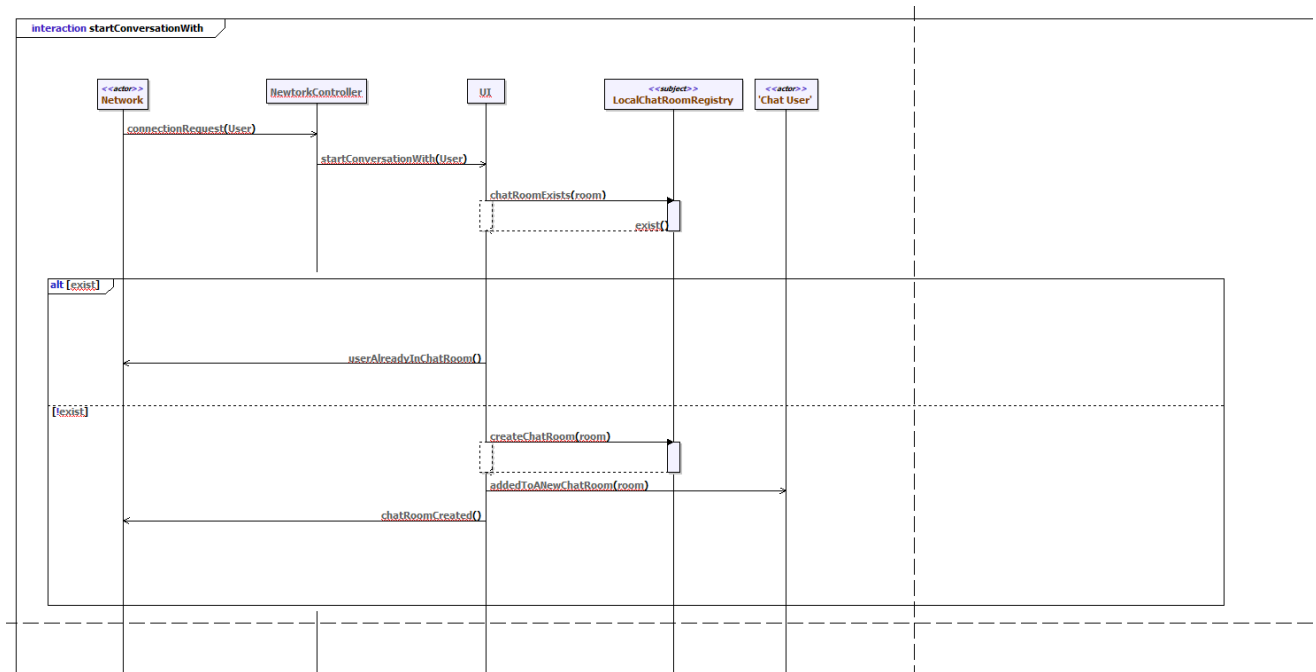 interaction startConversationWith
<<actor>>
Network
NewtorkController
UI
<<subject>>
LocalChatRoomRegistry
<<actor>>
'Chat User'
connectionRequest(User)
startConversationWith(User)
chatRoomExists(room)
exist()
alt [exist]
userAlreadyInChatRoom()
[!exist]
createChatRoom(room)
addedToANewChatRoom(room)
chatRoomCreated()